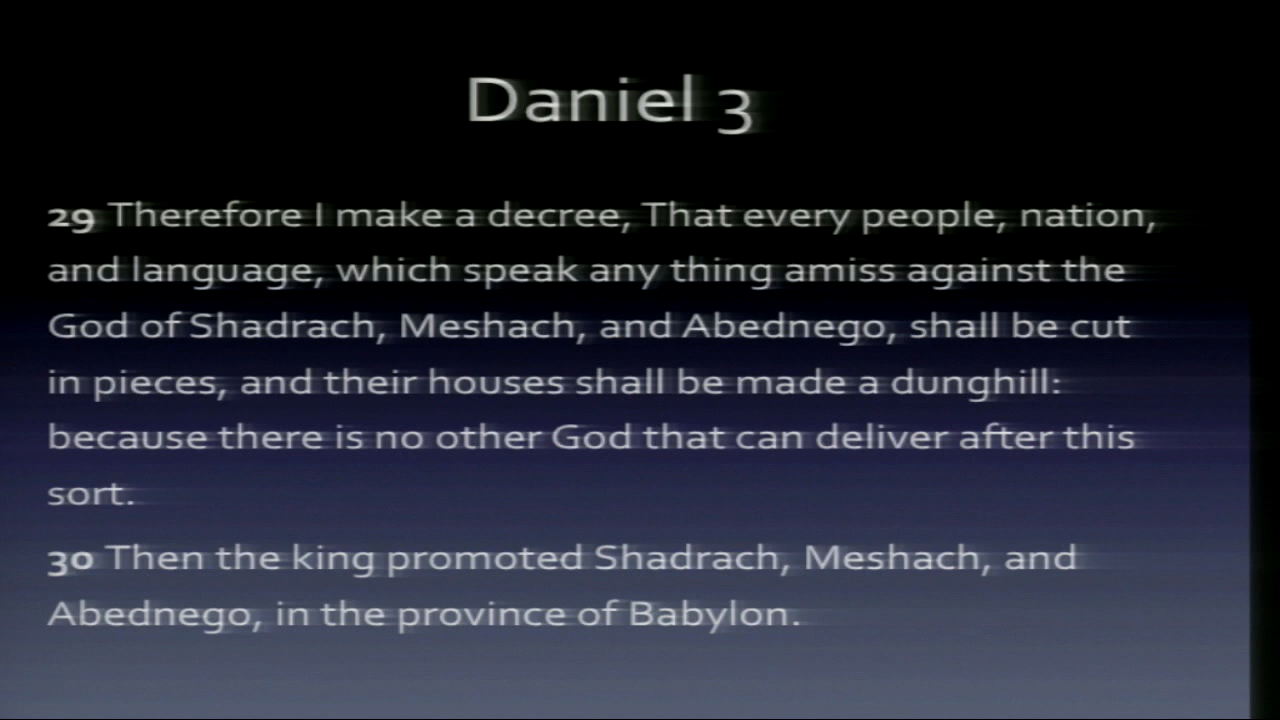 Daniel 3
29 Therefore I make a decree, That every people, nation,
and language, which speak any thing amiss against the
God of Shadrach, Meshach, and Abednego, shall be cut
in pieces, and their houses shall be made a dunghill:
because there is no other God that can deliver after this
sort.
30 Then the king promoted Shadrach, Meshach, and
Abednego, in the province of Babylon.